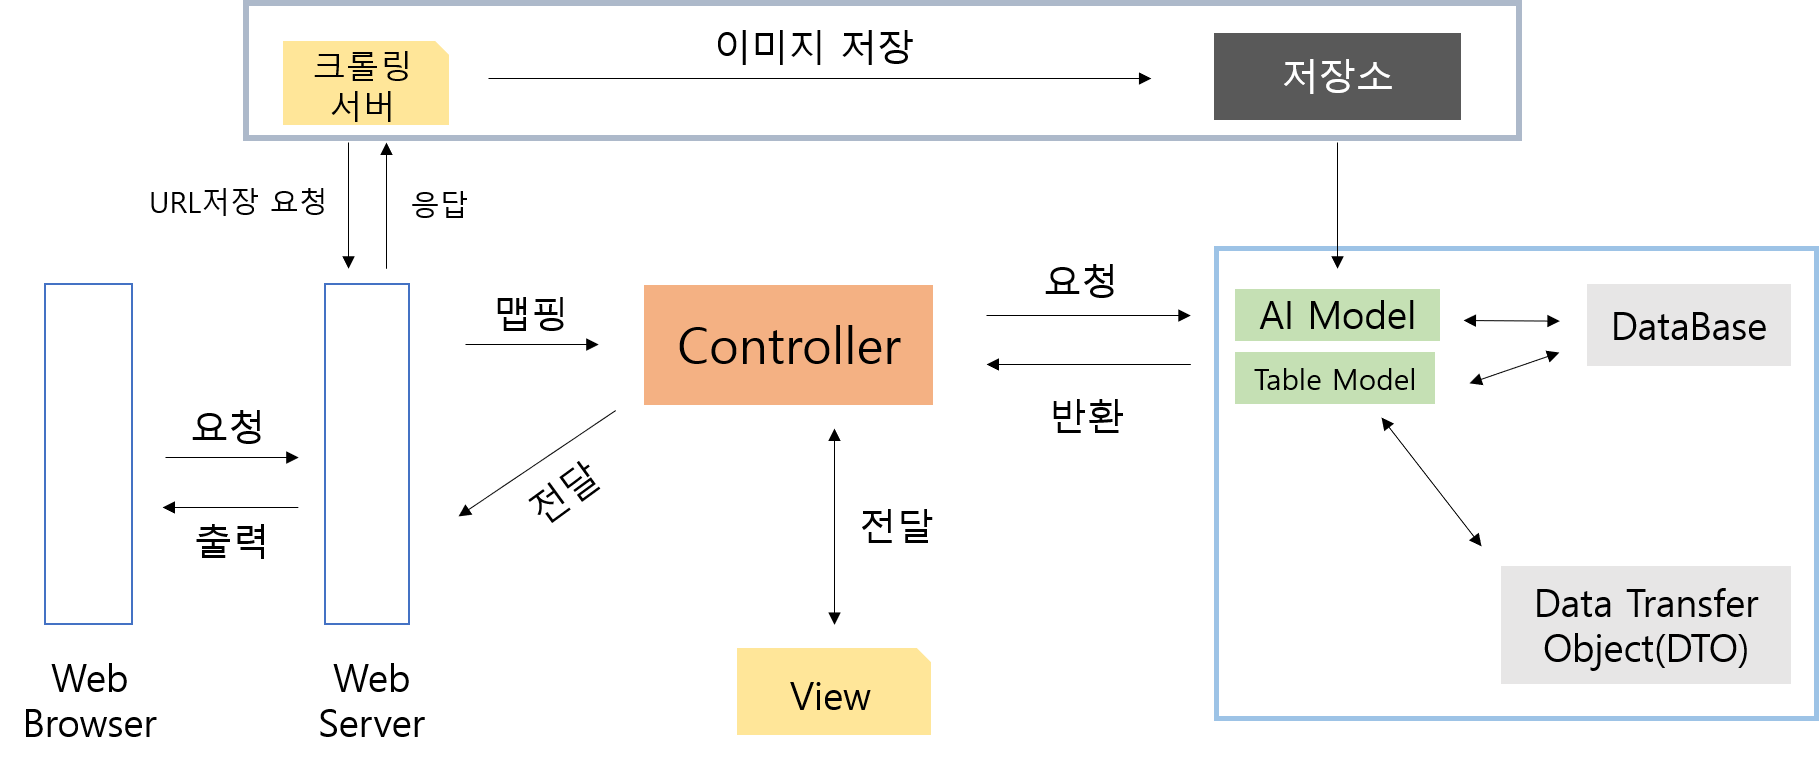 크롤링
서버
이미지 저장
저장소
URL저장 요청
응답
맵핑
Controller
요청
반환
AI Model
Table Model
DataBase
요청
출력
전달
전달
Data Transfer
Object(DTO)
View
Web
Browser
Web
Server